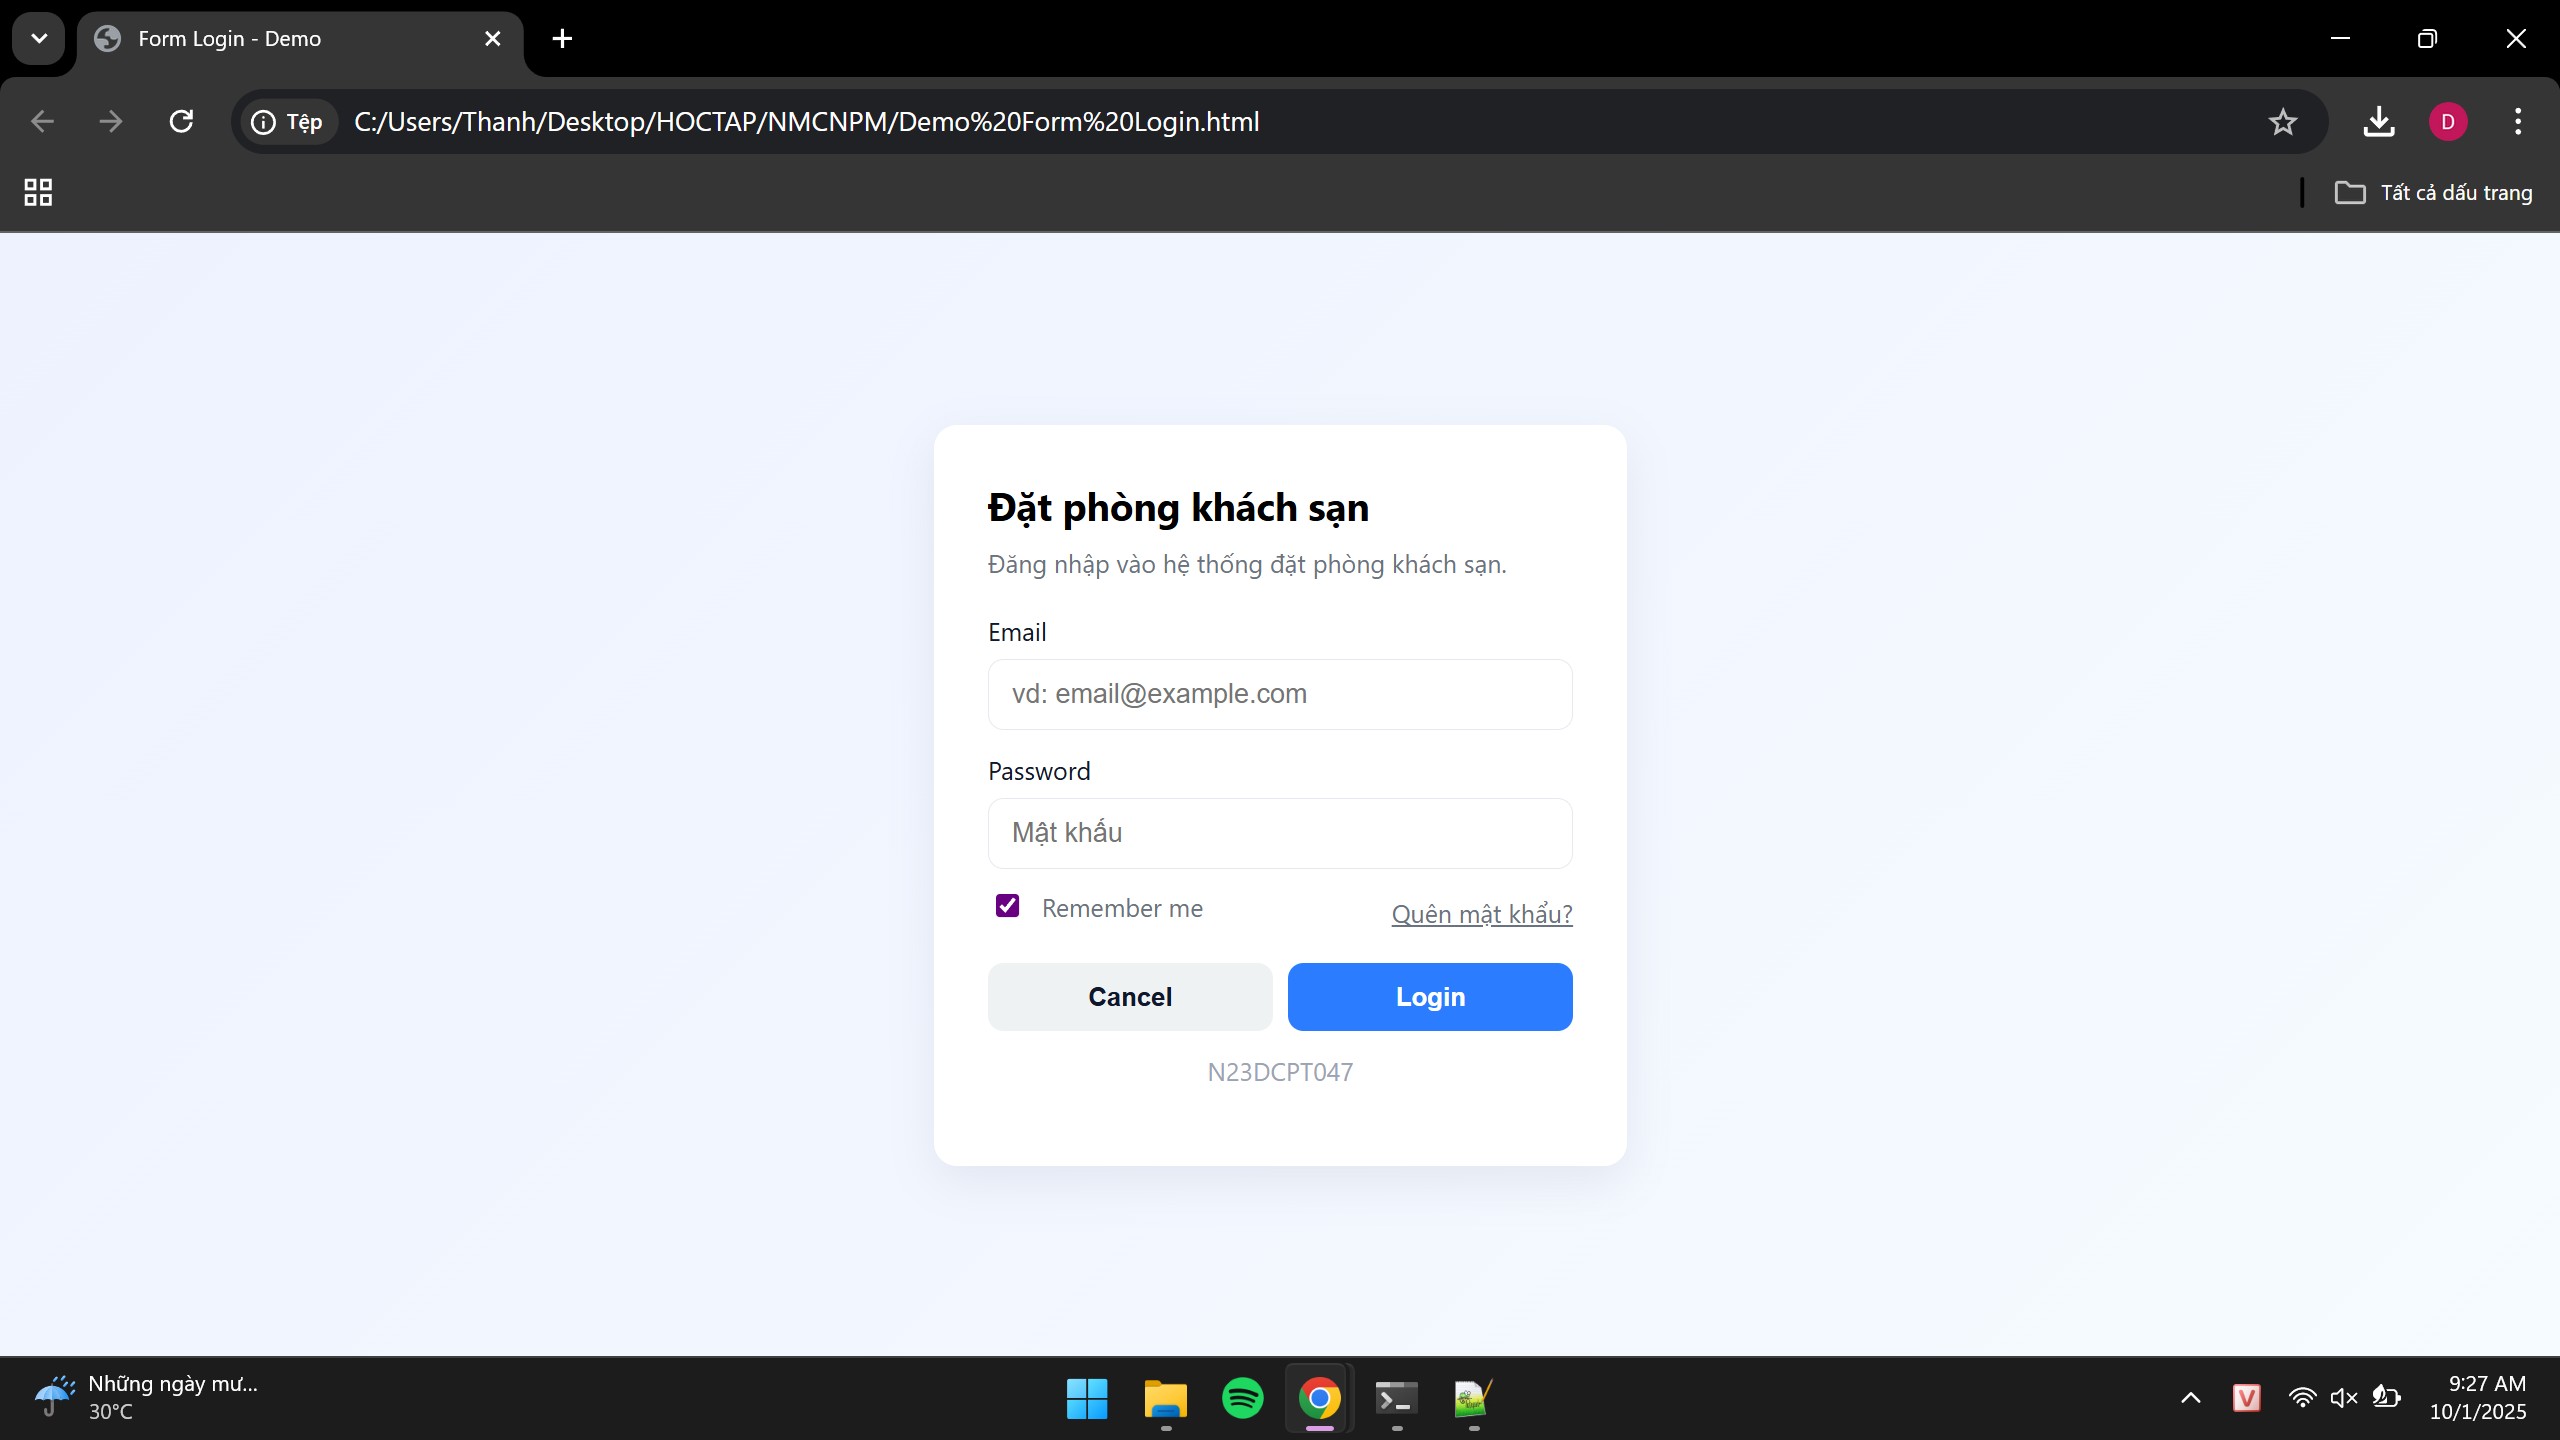 Form Login - Demo
Tệp
C:/Users/Thanh/Desktop/HOCTAP/NMCNPM/Demo%20Form%20Login.html
D
Tất cả dấu trang
Đặt phòng khách sạn
Đăng nhập vào hệ thống đặt phòng khách sạn.
Email
vd: email@example.com
Password
Mật khẩu
Remember me
Quên mật khẩu?
Cancel
Login
N23DCPT047
Những ngày mư...
30°C
V
9:27 AM
10/1/2025